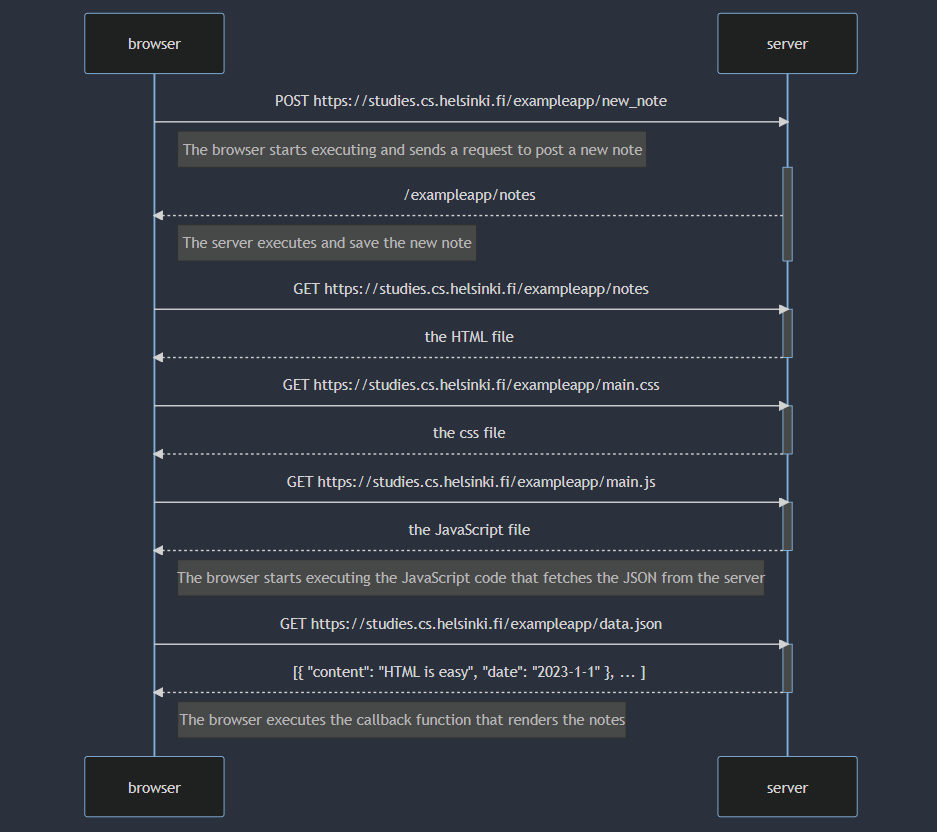 browser server
POST https://studies.cs.helsinki.fi/exampleapp/new_note
The browser starts executing and sends a request to post a new note
/exampleapp/notes
The server executes and save the new note
GET https://studies.cs.helsinki.fi/exampleapp/notes
the HTML file
GET https://studies.cs.helsinki.fi/exampleapp/main.css
the css file
GET https://studies.cs.helsinki.fi/exampleapp/main.js
the JavaScript file
The browser starts executing the JavaScript code that fetches the JSON from the server
GET https://studies.cs.helsinki.fi/exampleapp/data.json
[{ "content": "HTML is easy", "date": "2023-1-1" }, ... ]
The browser executes the callback function that renders the notes
browser server